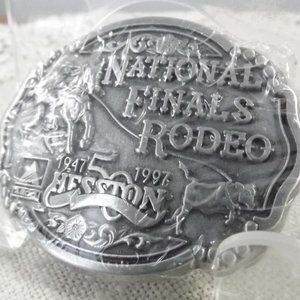 NATIONAL
FINALS
RODEO
1947 50 1997
HESSTON